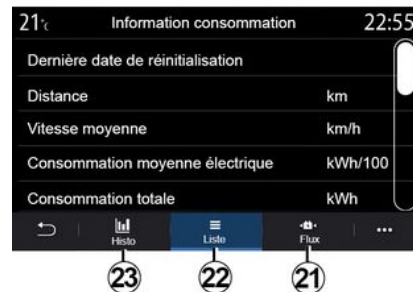 21°c Information consommation 22:55
Dernière date de réinitialisation
Distance km
Vitesse moyenne km/h
Consommation moyenne électrique kWh/100
Consommation totale kWh
Histo Liste Flux
23 22 21